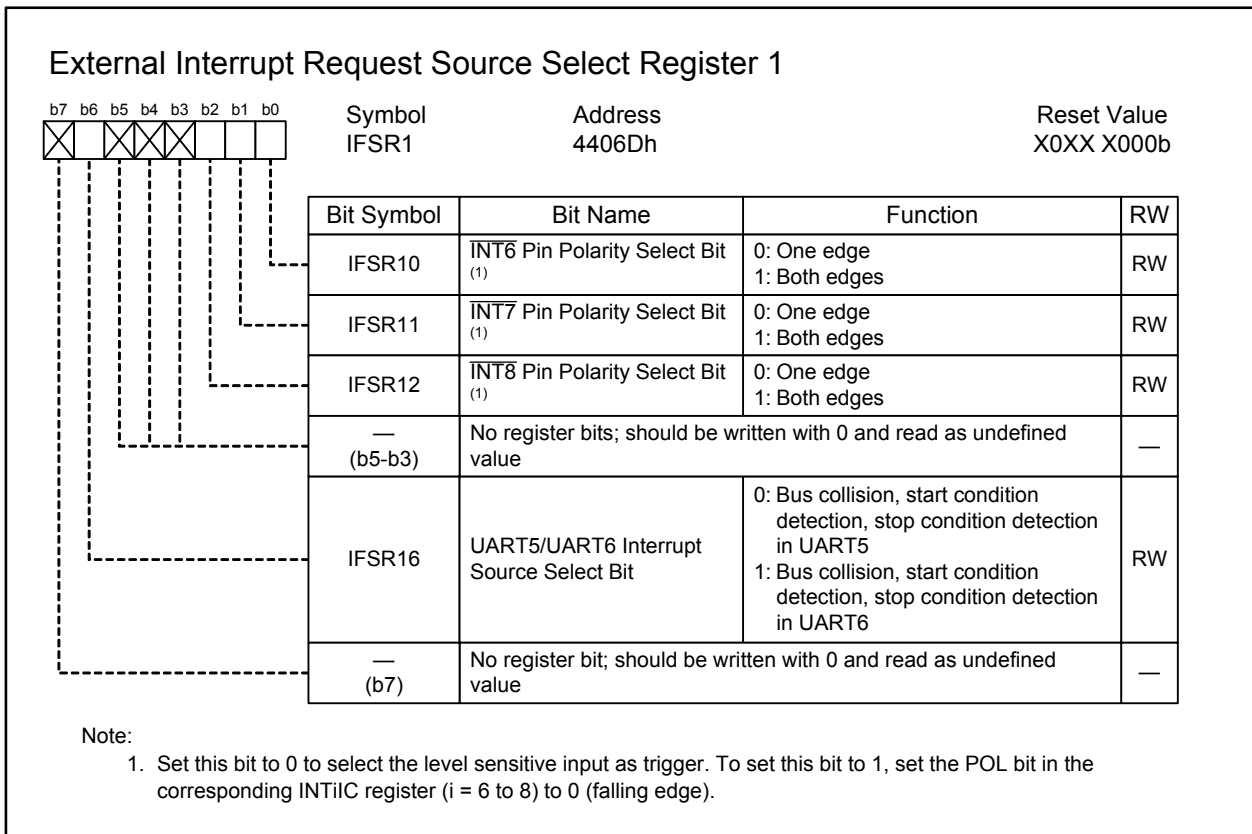 External Interrupt Request Source Select Register 1
b7 b6 b5 b4 b3 b2 b1 b0
Symbol Address Reset Value
IFSR1 4406Dh X0XX X000b
Bit Symbol Bit Name Function RW
IFSR10 INT6 Pin Polarity Select Bit (1) 0: One edge 1: Both edges RW
IFSR11 INT7 Pin Polarity Select Bit (1) 0: One edge 1: Both edges RW
IFSR12 INT8 Pin Polarity Select Bit (1) 0: One edge 1: Both edges RW
— (b5-b3) No register bits; should be written with 0 and read as undefined value —
IFSR16 UART5/UART6 Interrupt Source Select Bit 0: Bus collision, start condition detection, stop condition detection in UART5 1: Bus collision, start condition detection, stop condition detection in UART6 RW
— (b7) No register bit; should be written with 0 and read as undefined value —
Note:
1. Set this bit to 0 to select the level sensitive input as trigger. To set this bit to 1, set the POL bit in the
corresponding INTiIC register (i = 6 to 8) to 0 (falling edge).